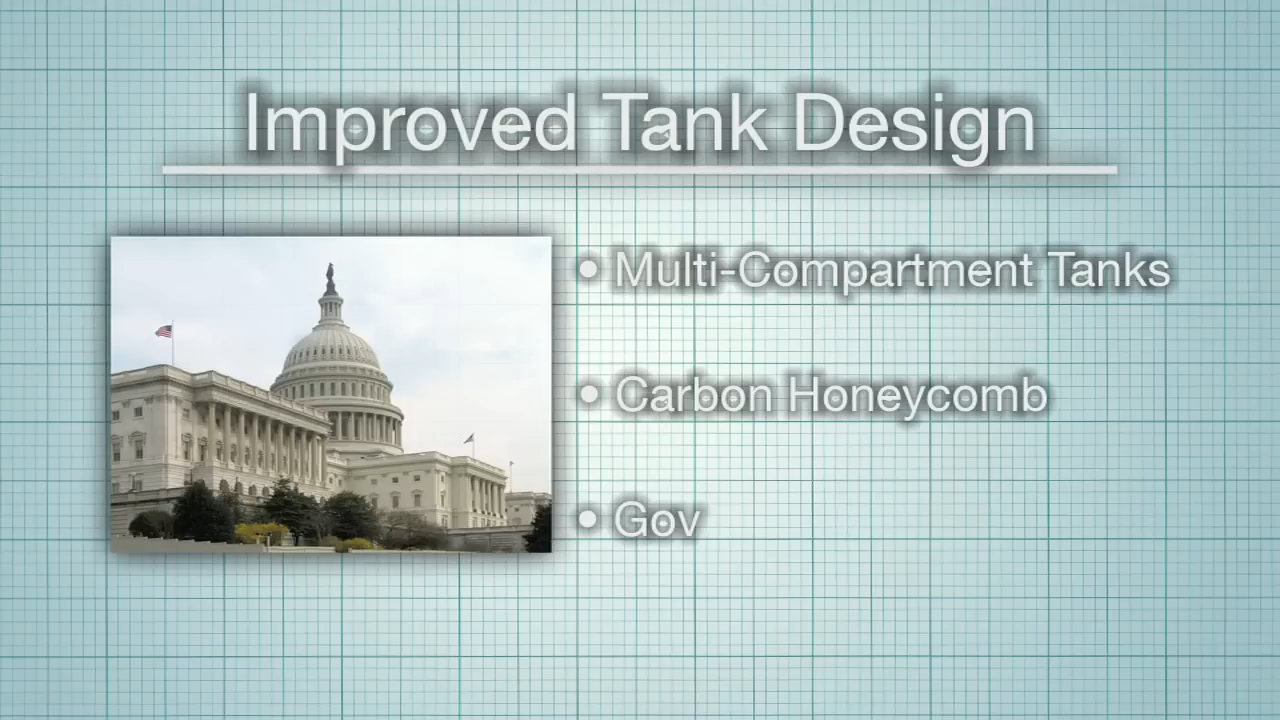 Improved Tank Design
• Multi-Compartment Tanks
• Carbon Honeycomb
• Gov